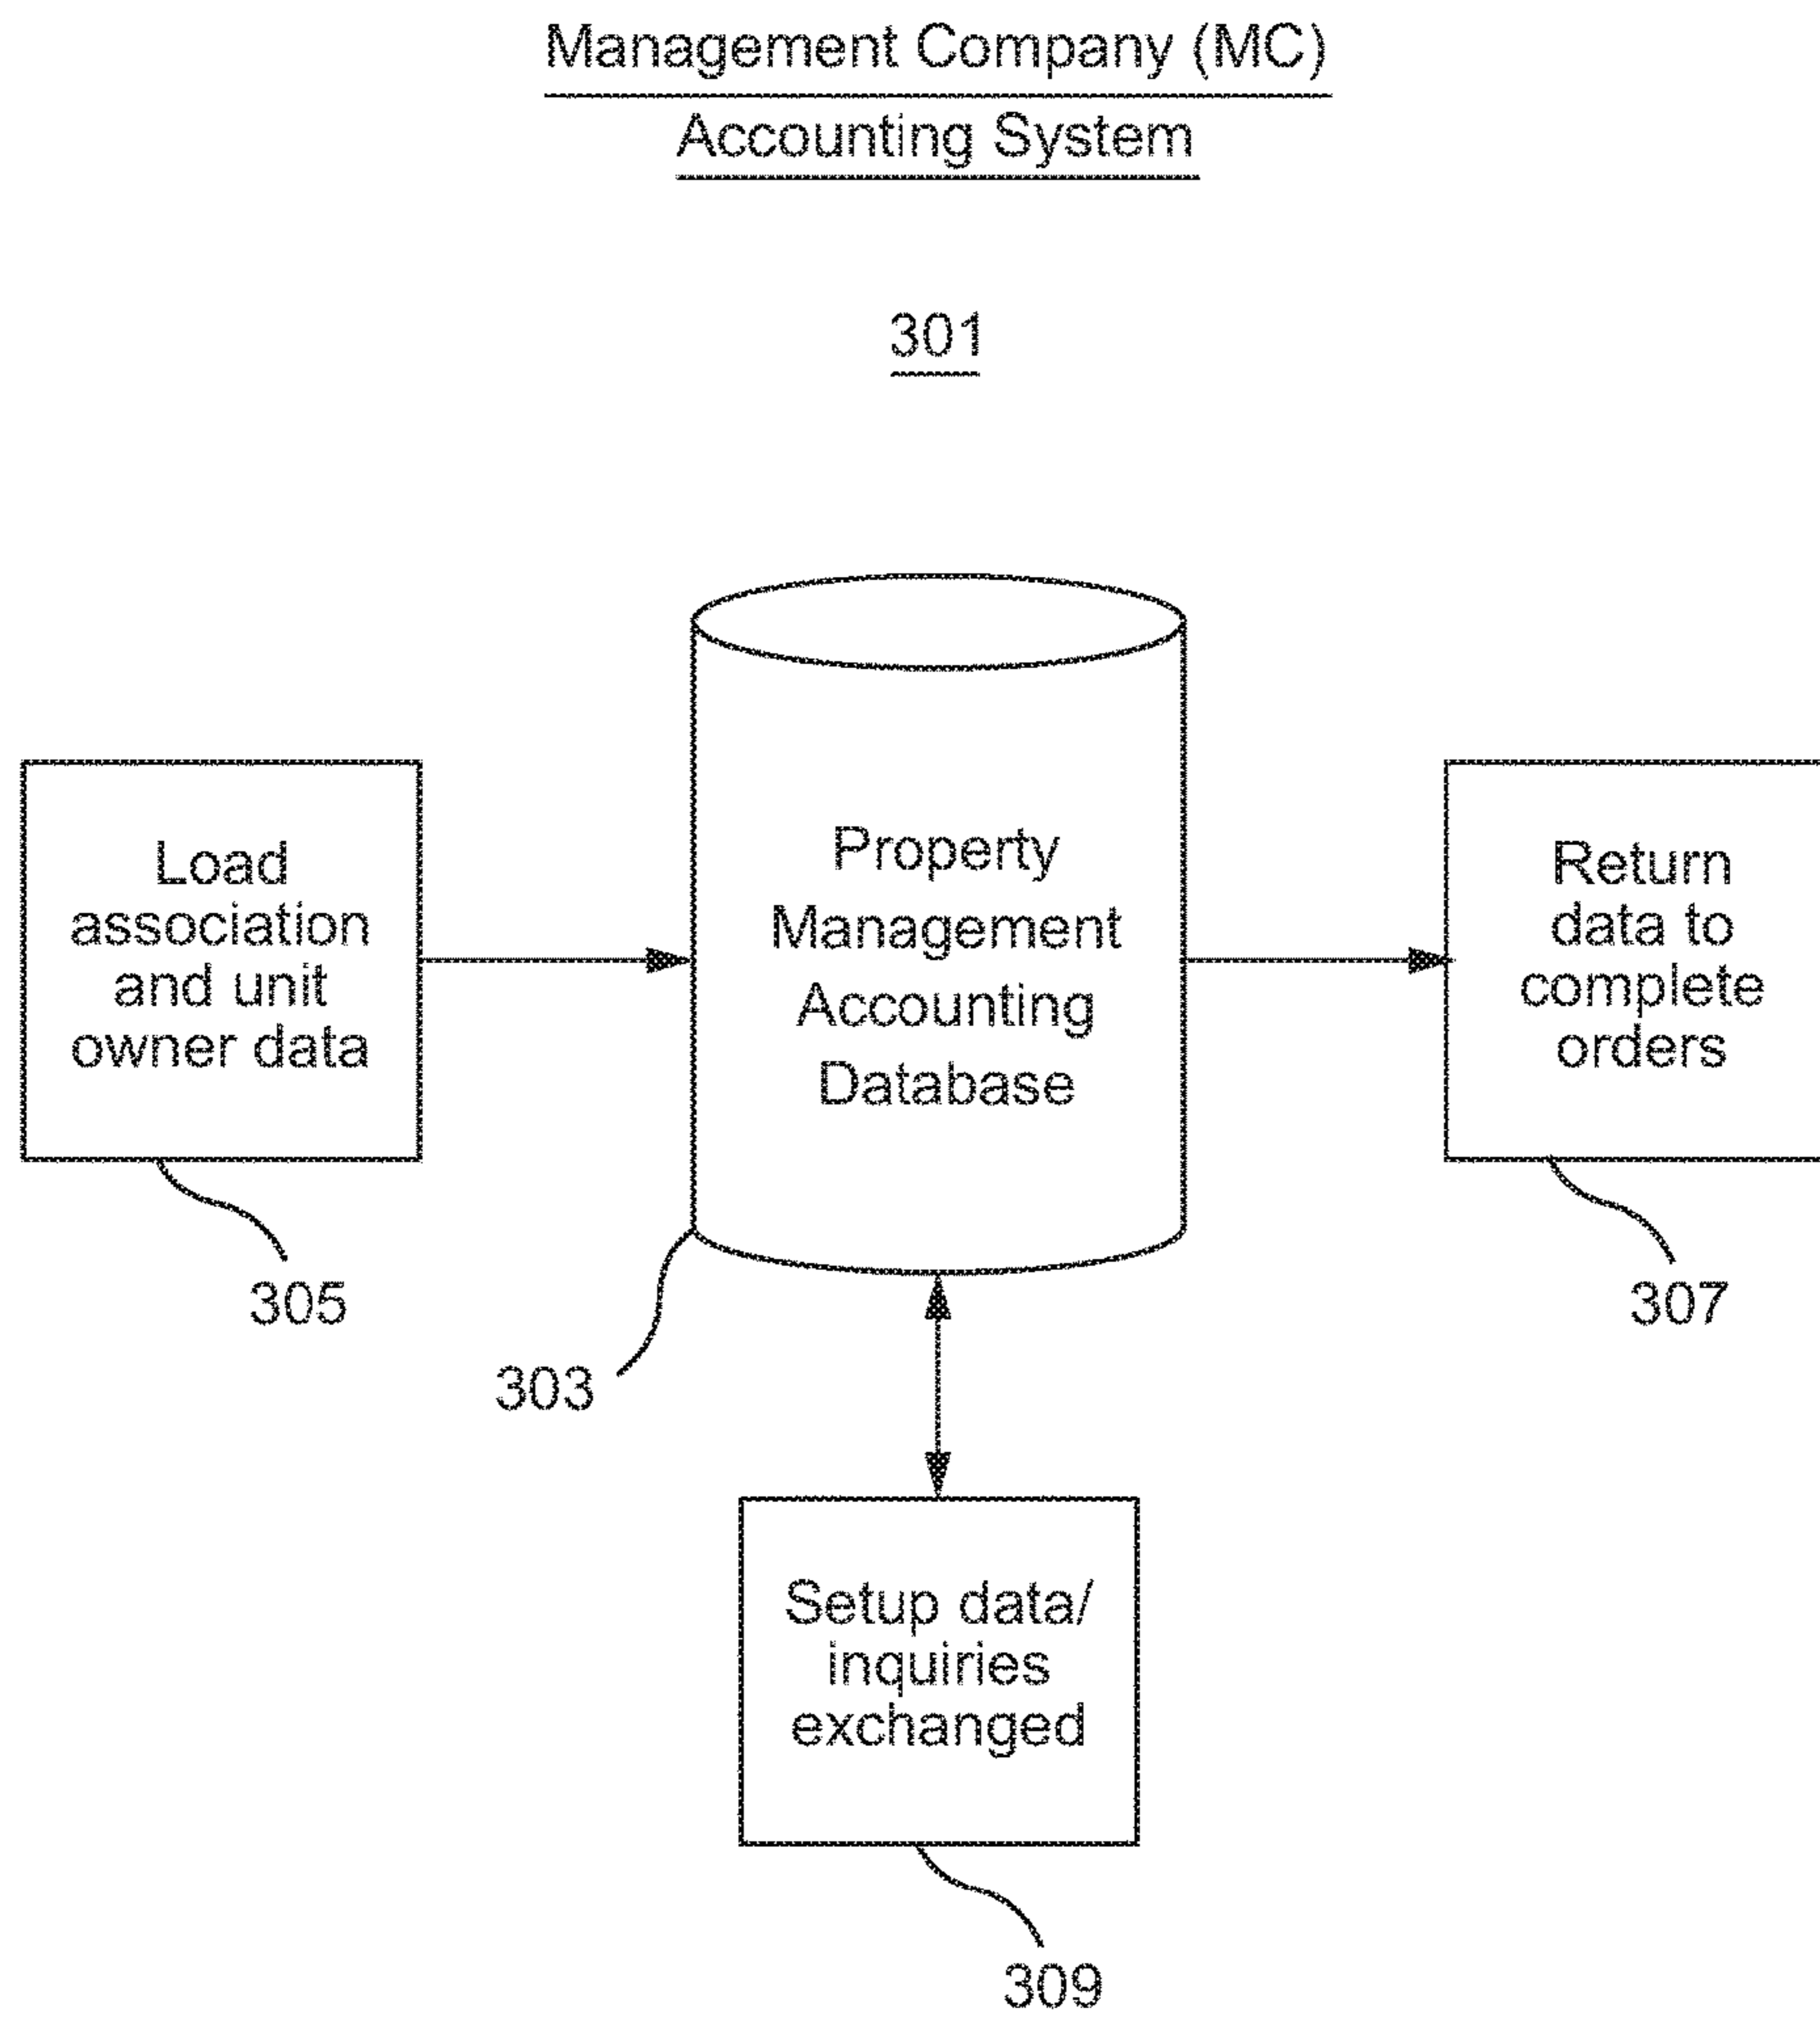 Management Company (MC)
Accounting System
301
Load
association
and unit
owner data
305
Property
Management
Accounting
Database
303
Return
data to
complete
orders
307
Setup data/
inquiries
exchanged
309